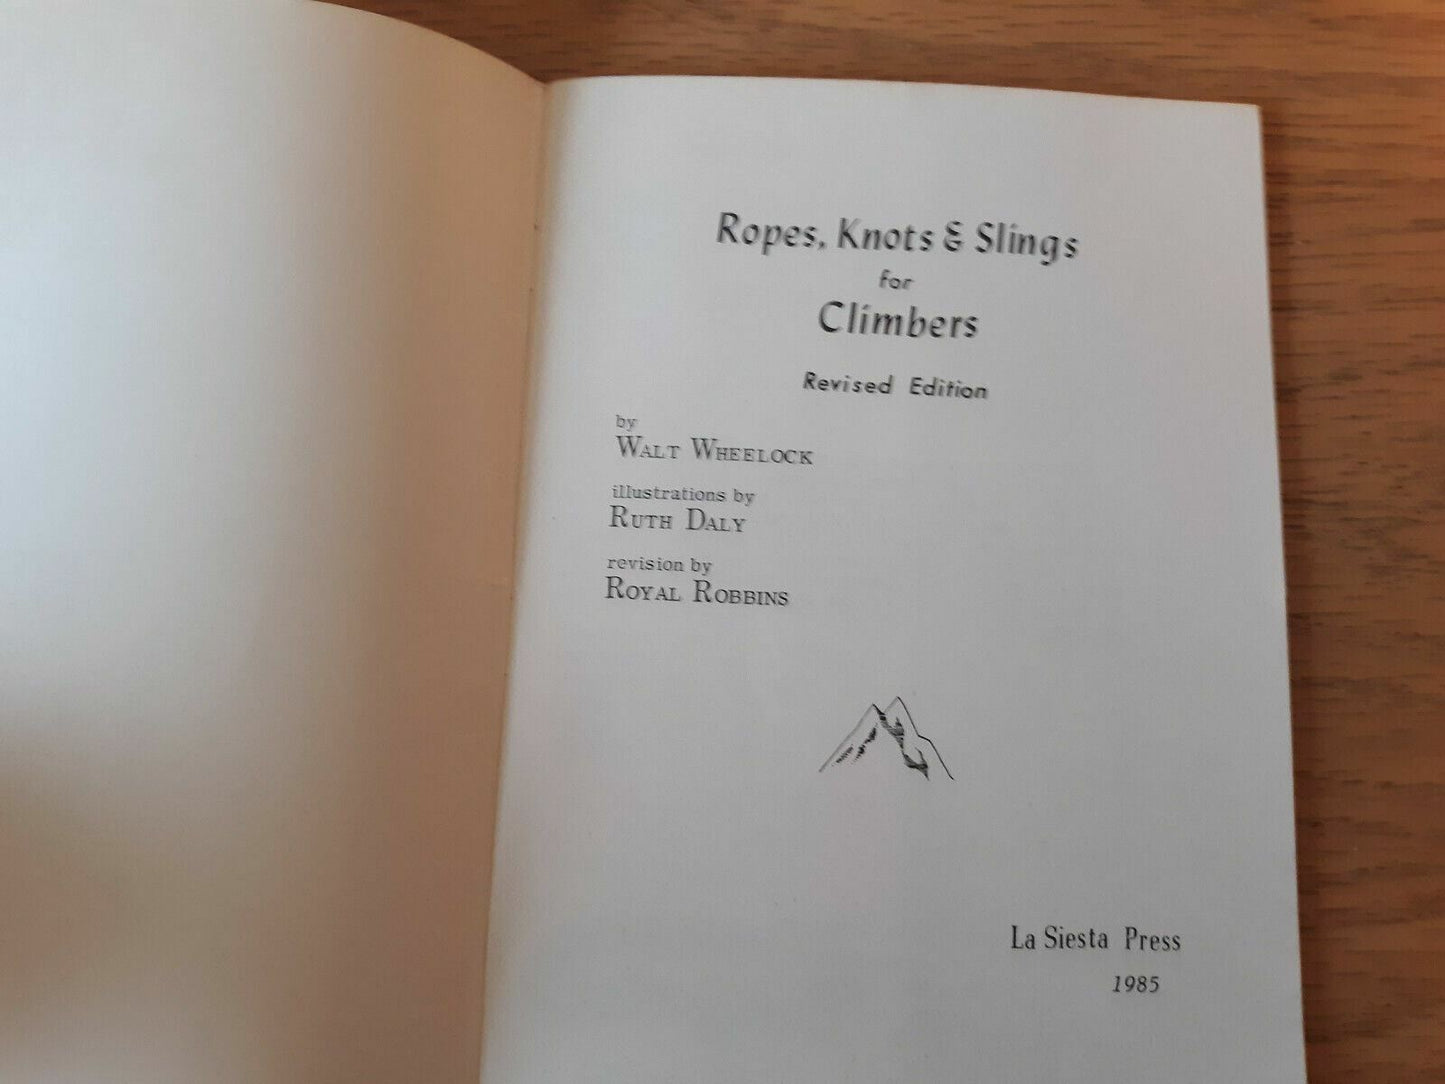 Ropes, Knots & Slings
for
Climbers
Revised Edition
by
WALT WHEELOCK
illustrations by
RUTH DALY
revision by
ROYAL ROBBINS
La Siesta Press
1985